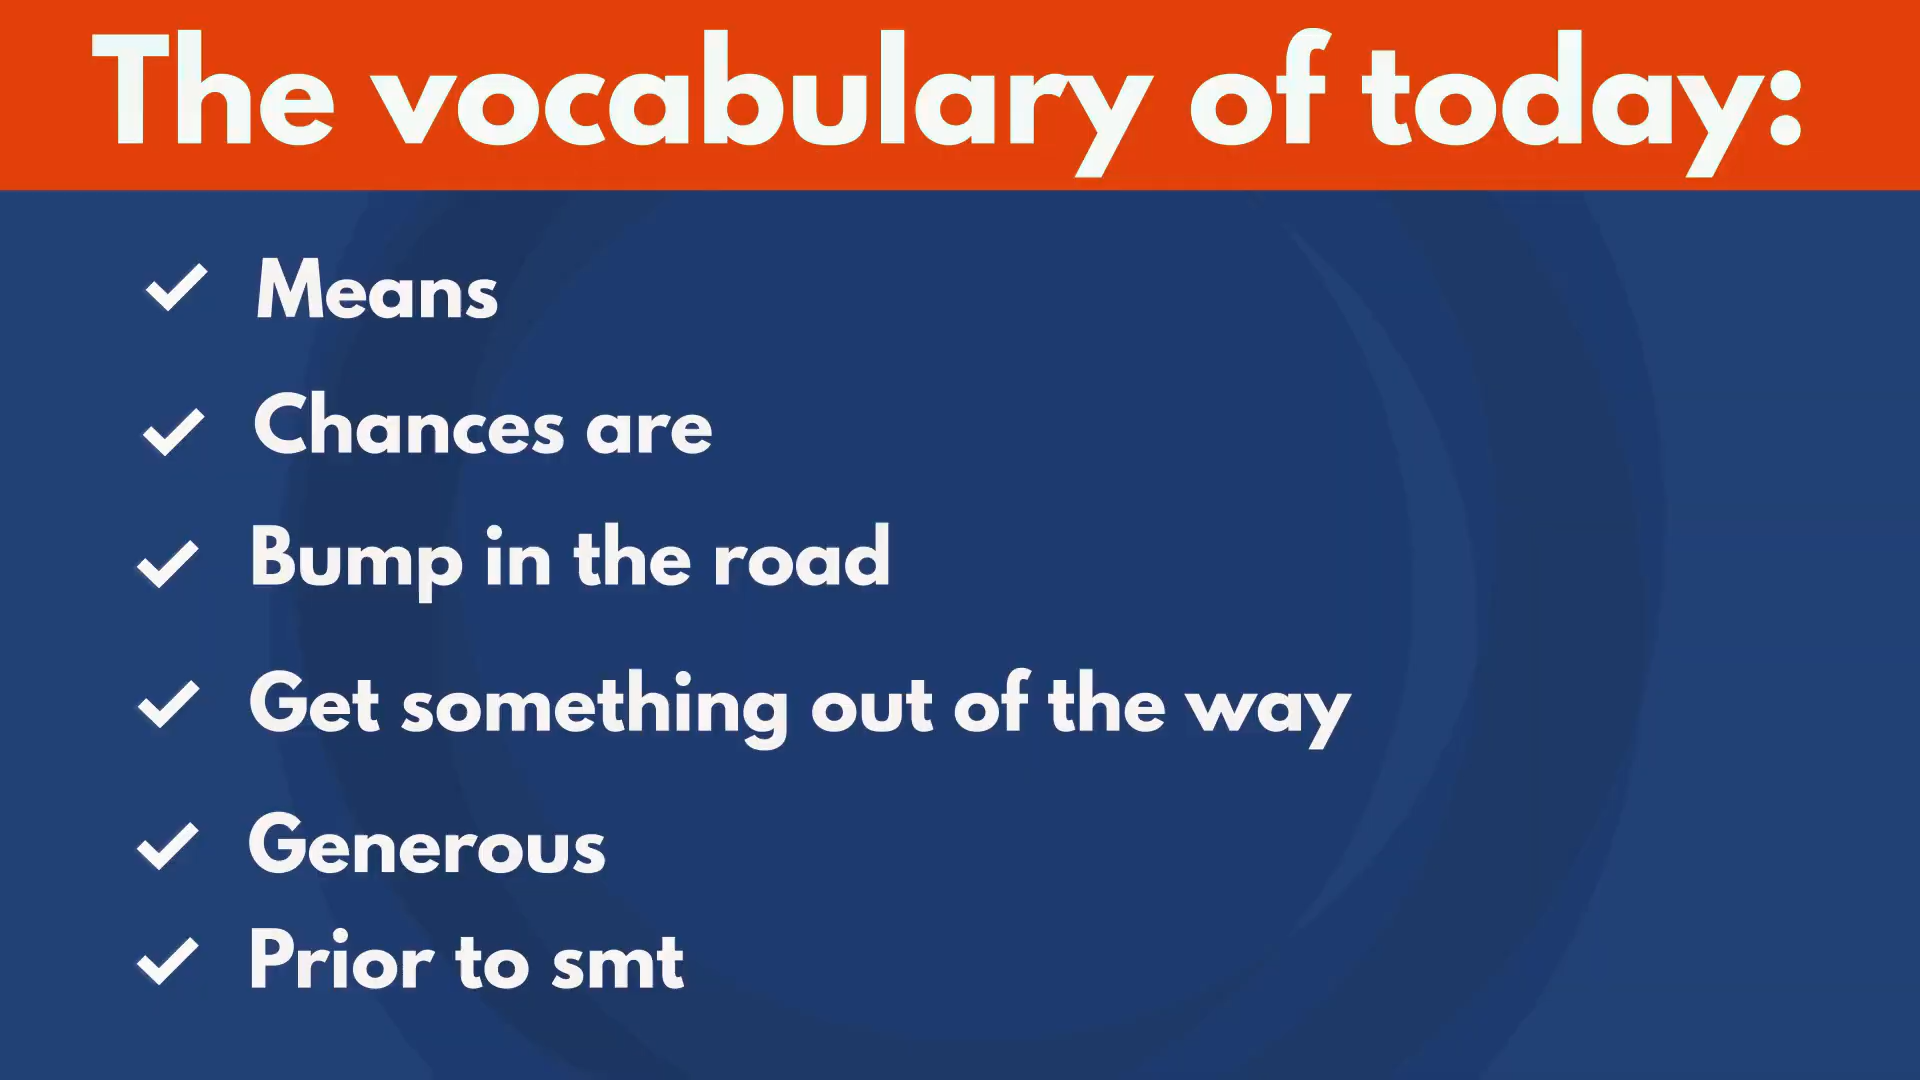 The vocabulary of today:
Means
Chances are
Bump in the road
Get something out of the way
Generous
Prior to smt